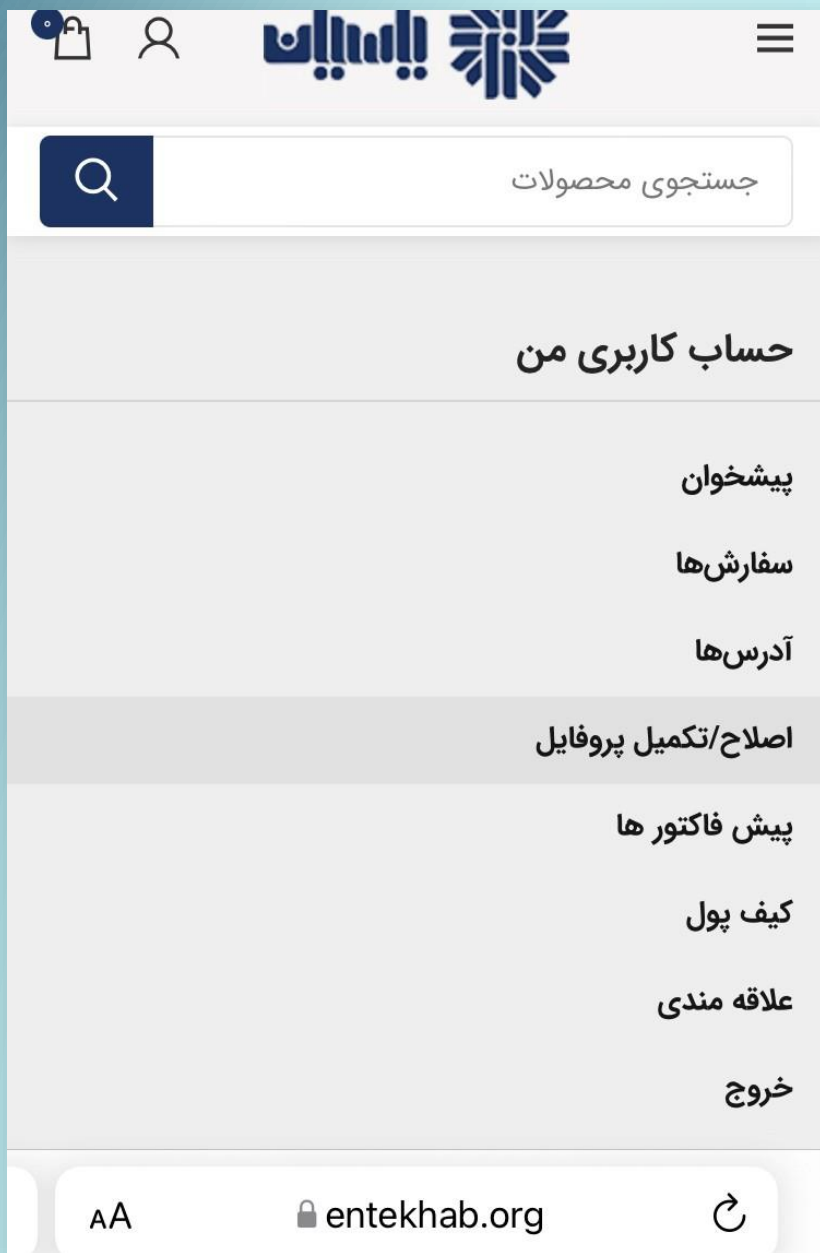 ۰
جستجوی محصولات
حساب کاربری من
پیشخوان
سفارش‌ها
آدرس‌ها
اصلاح/تکمیل پروفایل
پیش فاکتور ها
کیف پول
علاقه مندی
خروج
AA entekhab.org